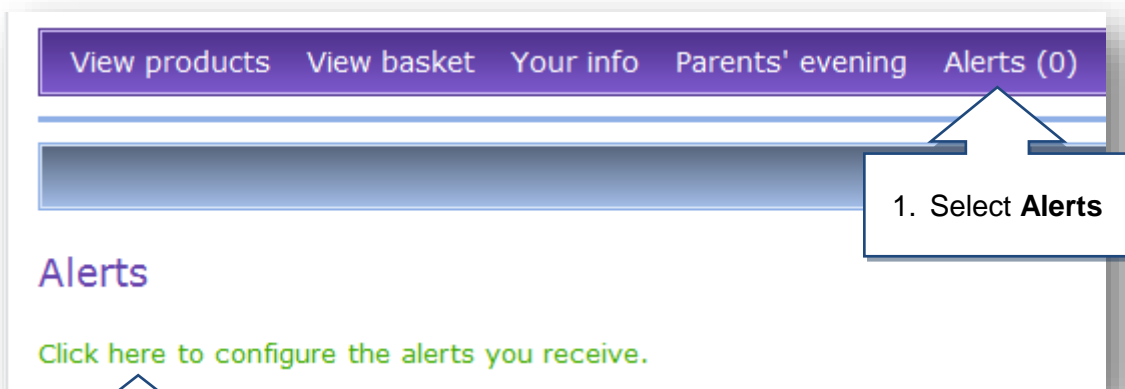 View products View basket Your info Parents' evening Alerts (0)
1. Select Alerts
Alerts
Click here to configure the alerts you receive.